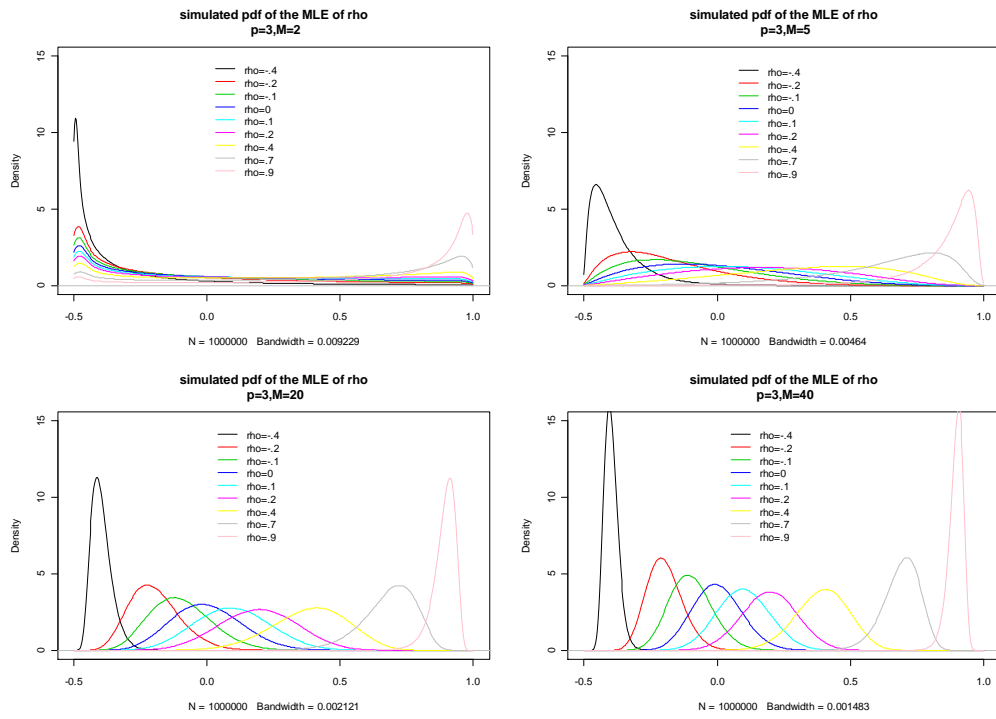 simulated pdf of the MLE of rho
p=3,M=2
15
10
5
0
Density
rho=-.4
rho=-.2
rho=-.1
rho=0
rho=.1
rho=.2
rho=.4
rho=.7
rho=.9
-0.5
0.0
0.5
1.0
N = 1000000 Bandwidth = 0.009229
simulated pdf of the MLE of rho
p=3,M=5
15
10
5
0
Density
rho=-.4
rho=-.2
rho=-.1
rho=0
rho=.1
rho=.2
rho=.4
rho=.7
rho=.9
-0.5
0.0
0.5
1.0
N = 1000000 Bandwidth = 0.00464
simulated pdf of the MLE of rho
p=3,M=20
15
10
5
0
Density
rho=-.4
rho=-.2
rho=-.1
rho=0
rho=.1
rho=.2
rho=.4
rho=.7
rho=.9
-0.5
0.0
0.5
1.0
N = 1000000 Bandwidth = 0.002121
simulated pdf of the MLE of rho
p=3,M=40
15
10
5
0
Density
rho=-.4
rho=-.2
rho=-.1
rho=0
rho=.1
rho=.2
rho=.4
rho=.7
rho=.9
-0.5
0.0
0.5
1.0
N = 1000000 Bandwidth = 0.001483